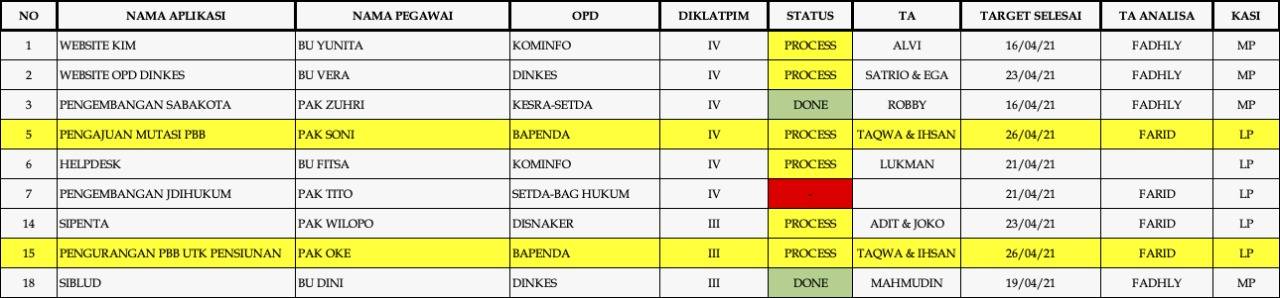 NO NAMA APLIKASI NAMA PEGAWAI OPD DIKLATPIM STATUS TA TARGET SELESAI TA ANALISA KASI
1 WEBSITE KIM BU YUNITA KOMINFO IV PROCESS ALVI 16/04/21 FADHLY MP
2 WEBSITE OPD DINKES BU VERA DINKES IV PROCESS SATRIO & EGA 23/04/21 FADHLY MP
3 PENGEMBANGAN SABAKOTA PAK ZUHRI KESRA-SETDA IV DONE ROBBY 16/04/21 FADHLY MP
5 PENGAJUAN MUTASI PBB PAK SONI BAPENDA IV PROCESS TAQWA & IHSAN 26/04/21 FARID LP
6 HELPDESK BU FITSA KOMINFO IV PROCESS LUKMAN 21/04/21 LP
7 PENGEMBANGAN JDIHUKUM PAK TITO SETDA-BAG HUKUM IV - 21/04/21 FARID LP
14 SIPENTA PAK WILOPO DISNAKER III PROCESS ADIT & JOKO 23/04/21 FARID LP
15 PENGURANGAN PBB UTK PENSIUNAN PAK OKE BAPENDA III PROCESS TAQWA & IHSAN 26/04/21 FARID LP
18 SIBLUD BU DINI DINKES III DONE MAHMUDIN 19/04/21 FADHLY MP